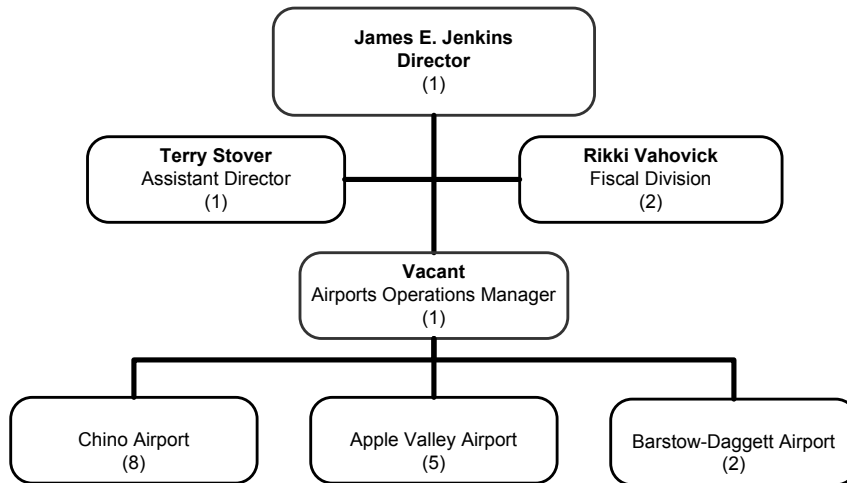 James E. Jenkins
Director
(1)
Terry Stover
Assistant Director
(1)
Rikki Vahovick
Fiscal Division
(2)
Vacant
Airports Operations Manager
(1)
Chino Airport
(8)
Apple Valley Airport
(5)
Barstow-Daggett Airport
(2)